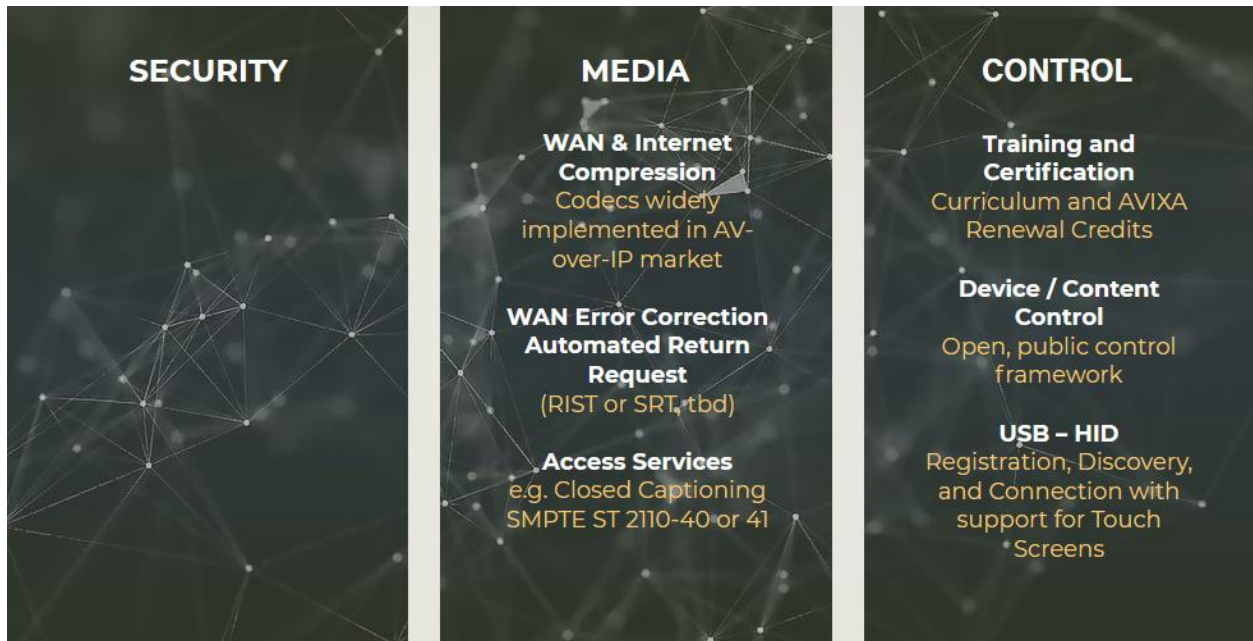 SECURITY
MEDIA
WAN & Internet
Compression
Codecs widely
implemented in AV-
over-IP market
WAN Error Correction
Automated Return
Request
(RIST or SRT, tbd)
Access Services
e.g. Closed Captioning
SMPTE ST 2110-40 or 41
CONTROL
Training and
Certification
Curriculum and AVIXA
Renewal Credits
Device / Content
Control
Open, public control
framework
USB – HID
Registration, Discovery,
and Connection with
support for Touch
Screens